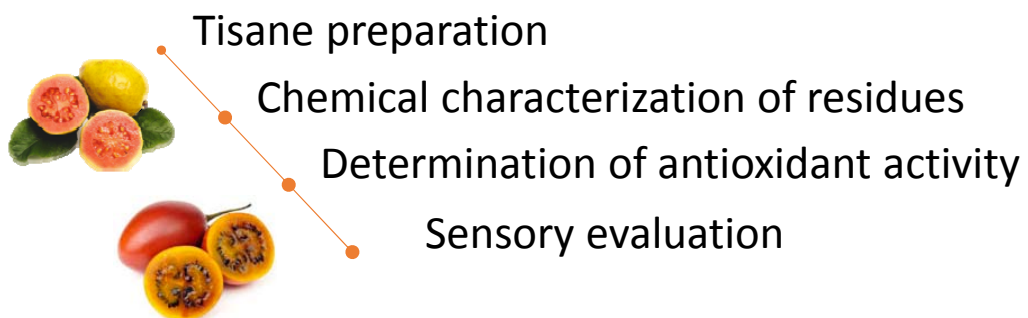 Tisane preparation
Chemical characterization of residues
Determination of antioxidant activity
Sensory evaluation